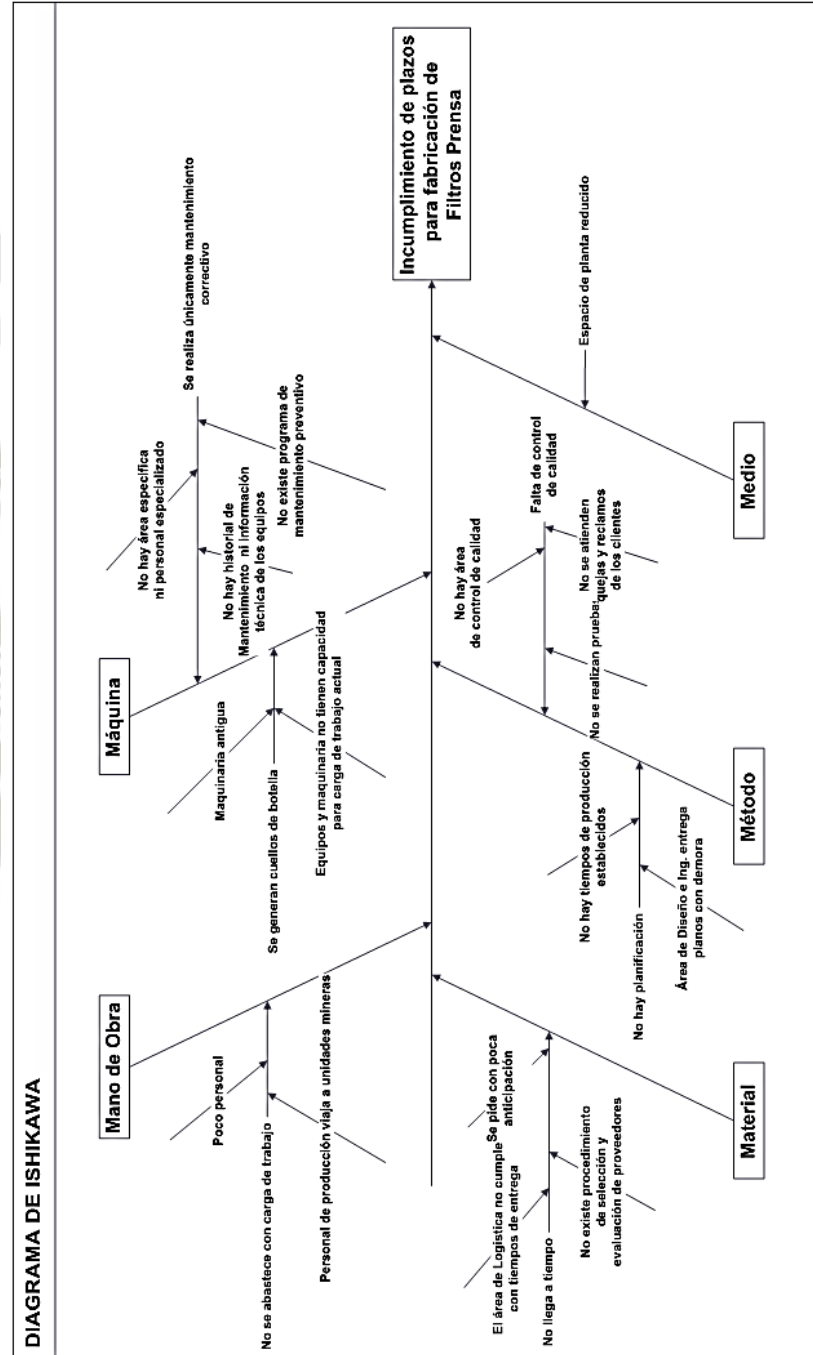 DIAGRAMA DE ISHIKAWA
Mano de Obra
Poco personal
No se abastece con carga de trabajo
Personal de producción viaja a unidades mineras
Máquina
Maquinaria antigua
Se generan cuellos de botella
Equipos y maquinaria no tienen capacidad
para carga de trabajo actual
No hay área específica
ni personal especializado
Se realiza únicamente mantenimiento
correctivo
No hay historial de
Mantenimiento ni información
técnica de los equipos
No existe programa de
mantenimiento preventivo
Incumplimiento de plazos
para fabricación de
Filtros Prensa
El área de Logística no cumple
con tiempos de entrega
Se pide con poca
anticipación
No llega a tiempo
No existe procedimiento
de selección y
evaluación de proveedores
Material
No hay tiempos de producción
establecidos
No hay planificación
Área de Diseño e Ing. entrega
planos con demora
No hay área
de control de calidad
Falta de control
de calidad
No se realizan prueba
No se atienden
quejas y reclamos
de los clientes
Método
Espacio de planta reducido
Medio